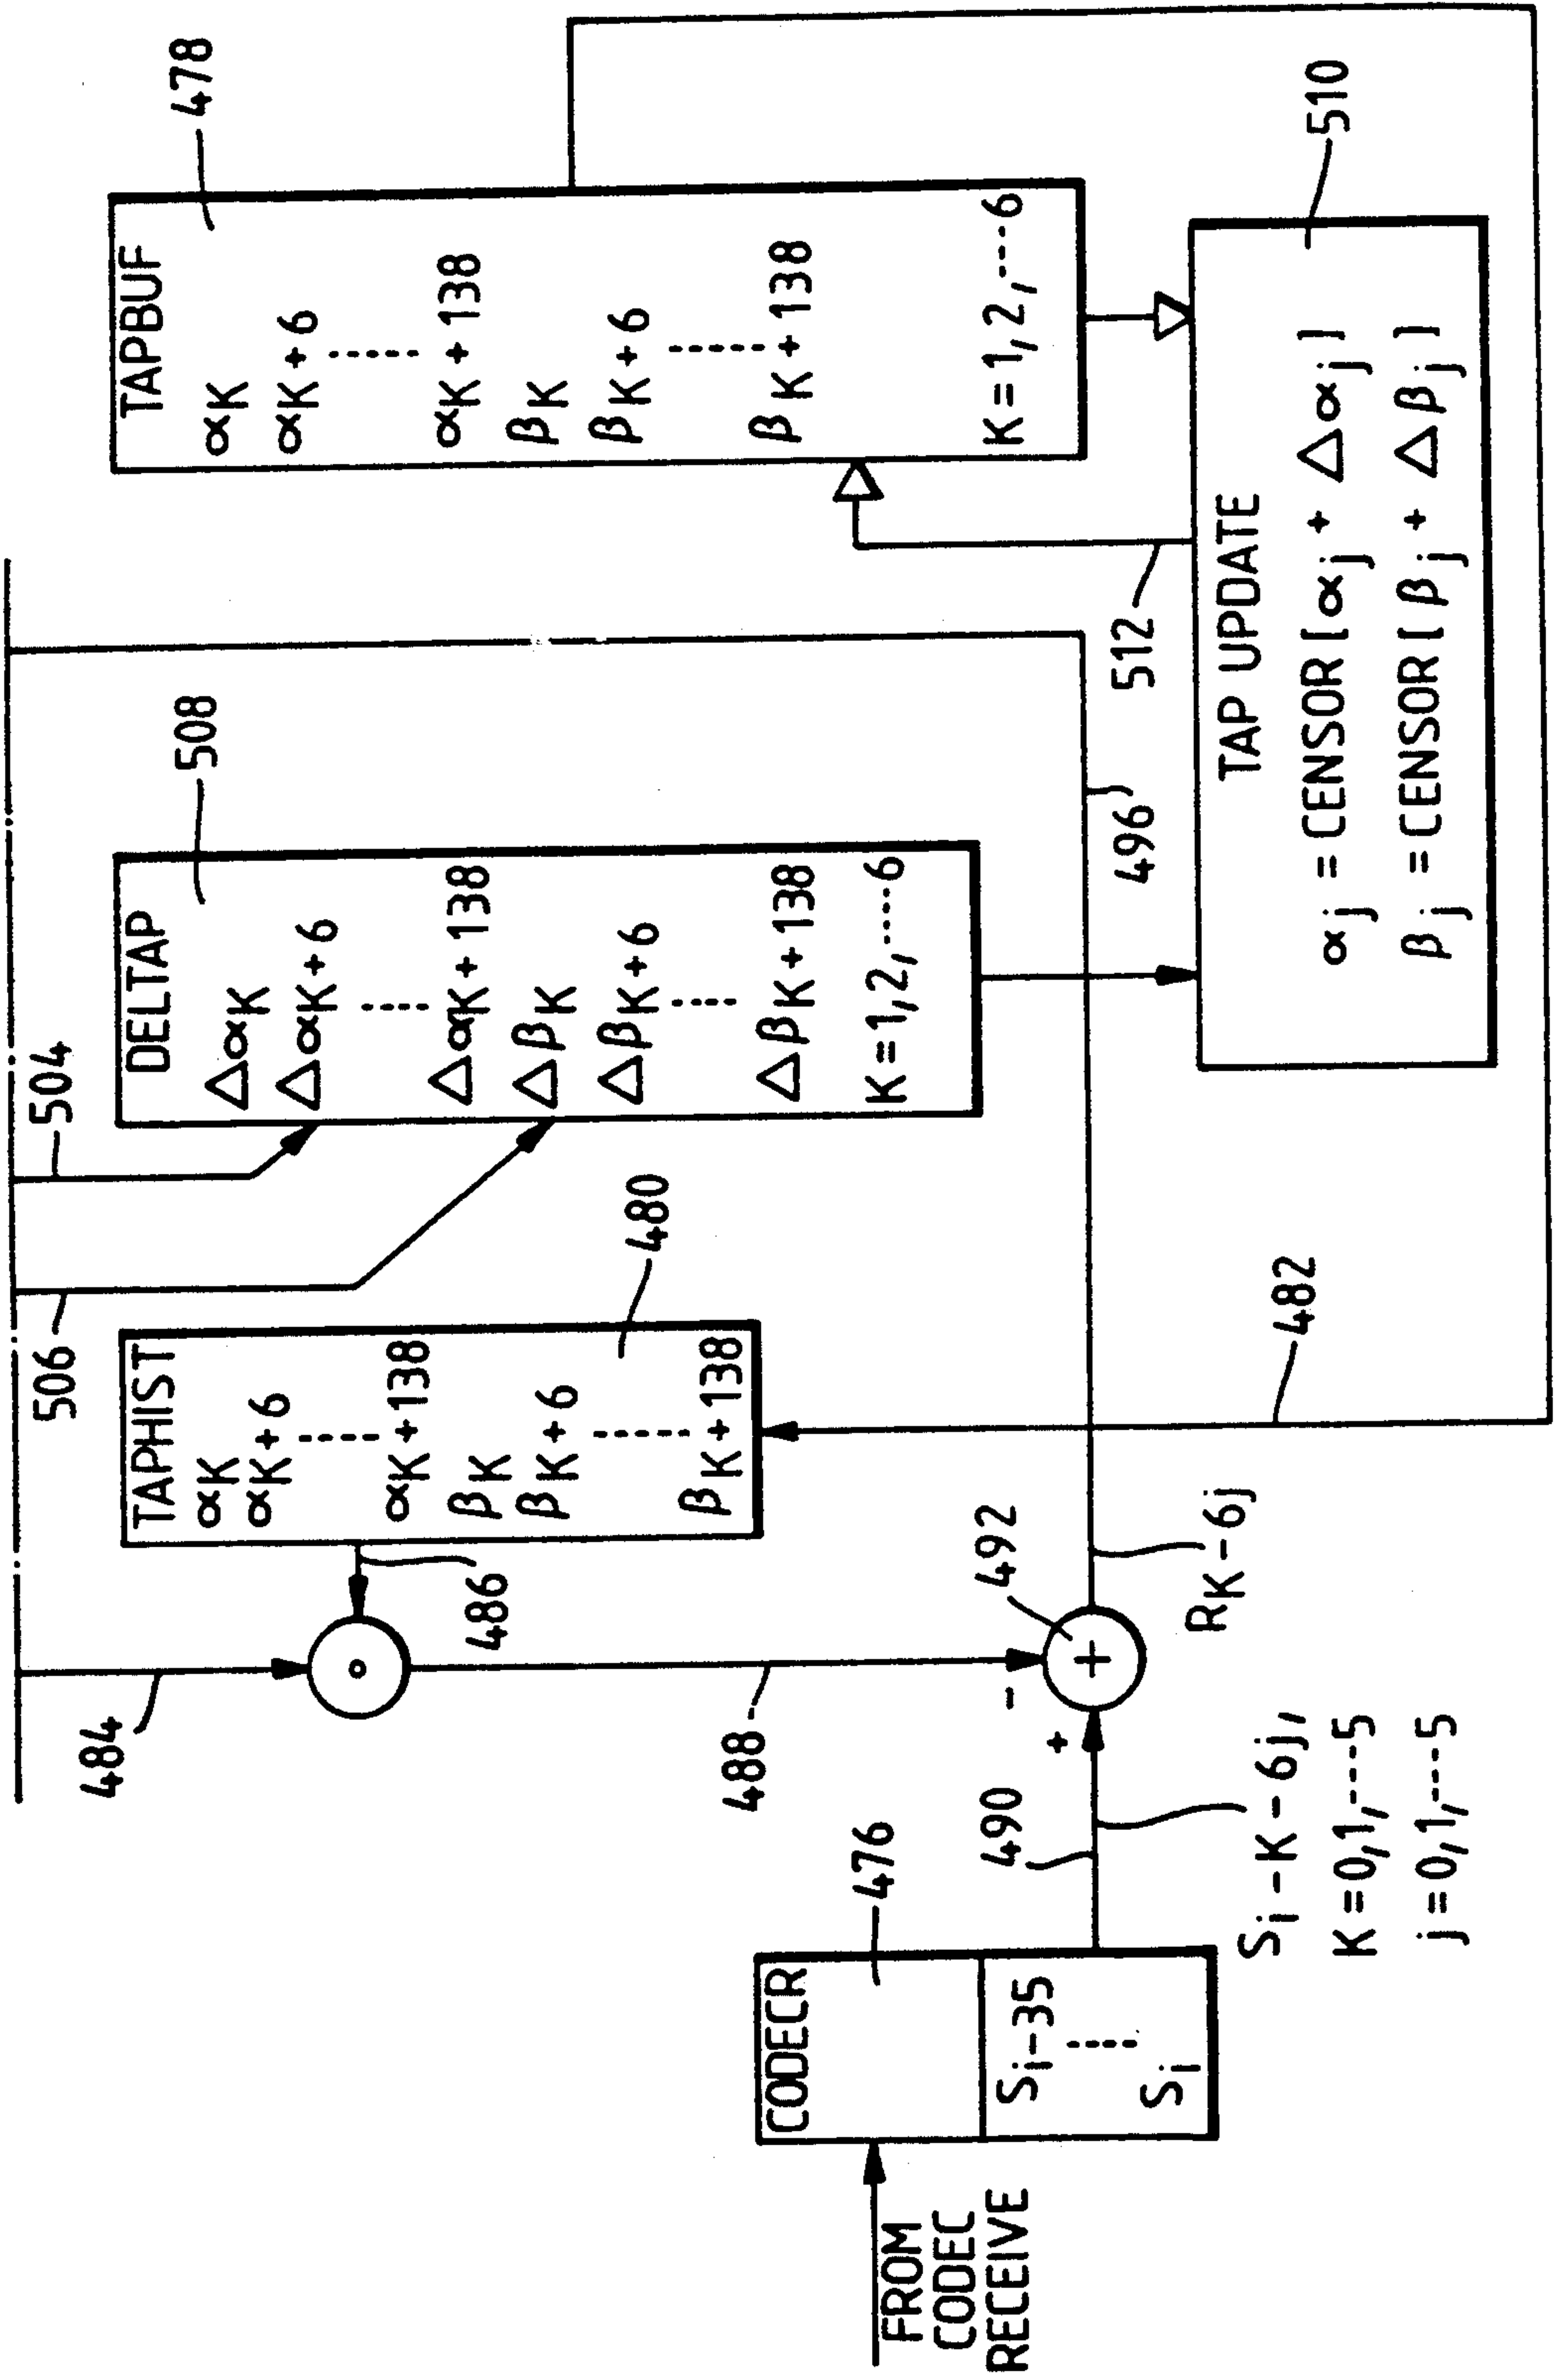 484
506
504
TAPHIST
αK
αK+6
αK+138
βK
βK+6
βK+138
480
486
DELTAP
ΔαK
ΔαK+6
ΔαK+138
ΔβK
ΔβK+6
ΔβK+138
K=1,2,-----6
508
TAPBUF
αK
αK+6
αK+138
βK
βK+6
βK+138
K=1,2,---6
478
FROM
CODEC
RECEIVE
CODECR
Si-35
Si
476
488
490
+
-
+
492
Si-K-6j,
K=0,1,---5
j=0,1,---5
RK-6j
482
496
512
TAP UPDATE
αj = CENSOR [αj + Δαj]
βj = CENSOR [βj + Δβj]
510